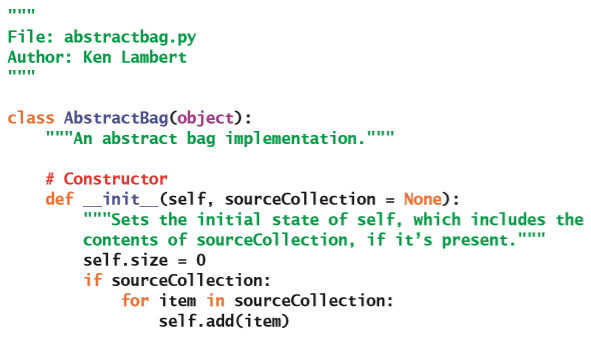 """
File: abstractbag.py
Author: Ken Lambert
"""
class AbstractBag(object):
    """An abstract bag implementation."""
    # Constructor
    def __init__(self, sourceCollection = None):
        """Sets the initial state of self, which includes the
        contents of sourceCollection, if it’s present."""
        self.size = 0
        if sourceCollection:
            for item in sourceCollection:
                self.add(item)